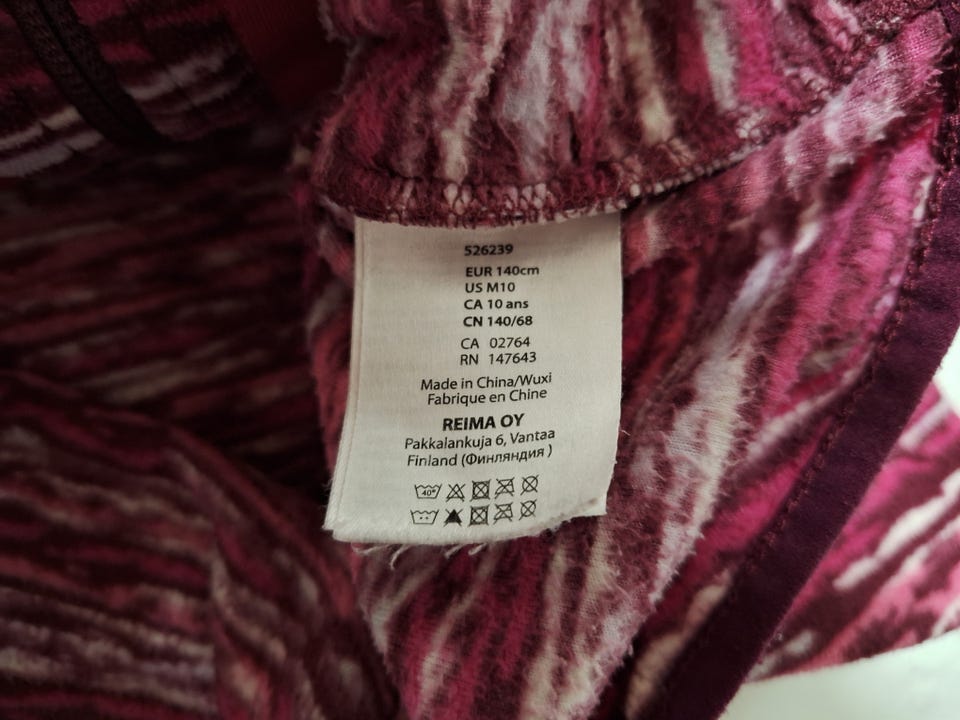 526239
EUR 140cm
US M10
CA 10 ans
CN 140/68
CA 02764
RN 147643
Made in China/Wuxi
Fabrique en Chine
REIMA OY
Pakkalankuja 6, Vantaa
Finland (Финляндия )
40°